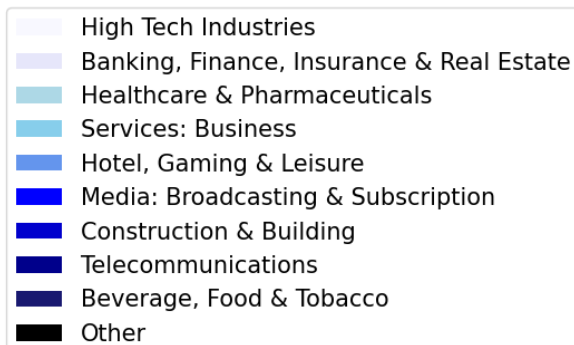 High Tech Industries
Banking, Finance, Insurance & Real Estate
Healthcare & Pharmaceuticals
Services: Business
Hotel, Gaming & Leisure
Media: Broadcasting & Subscription
Construction & Building
Telecommunications
Beverage, Food & Tobacco
Other